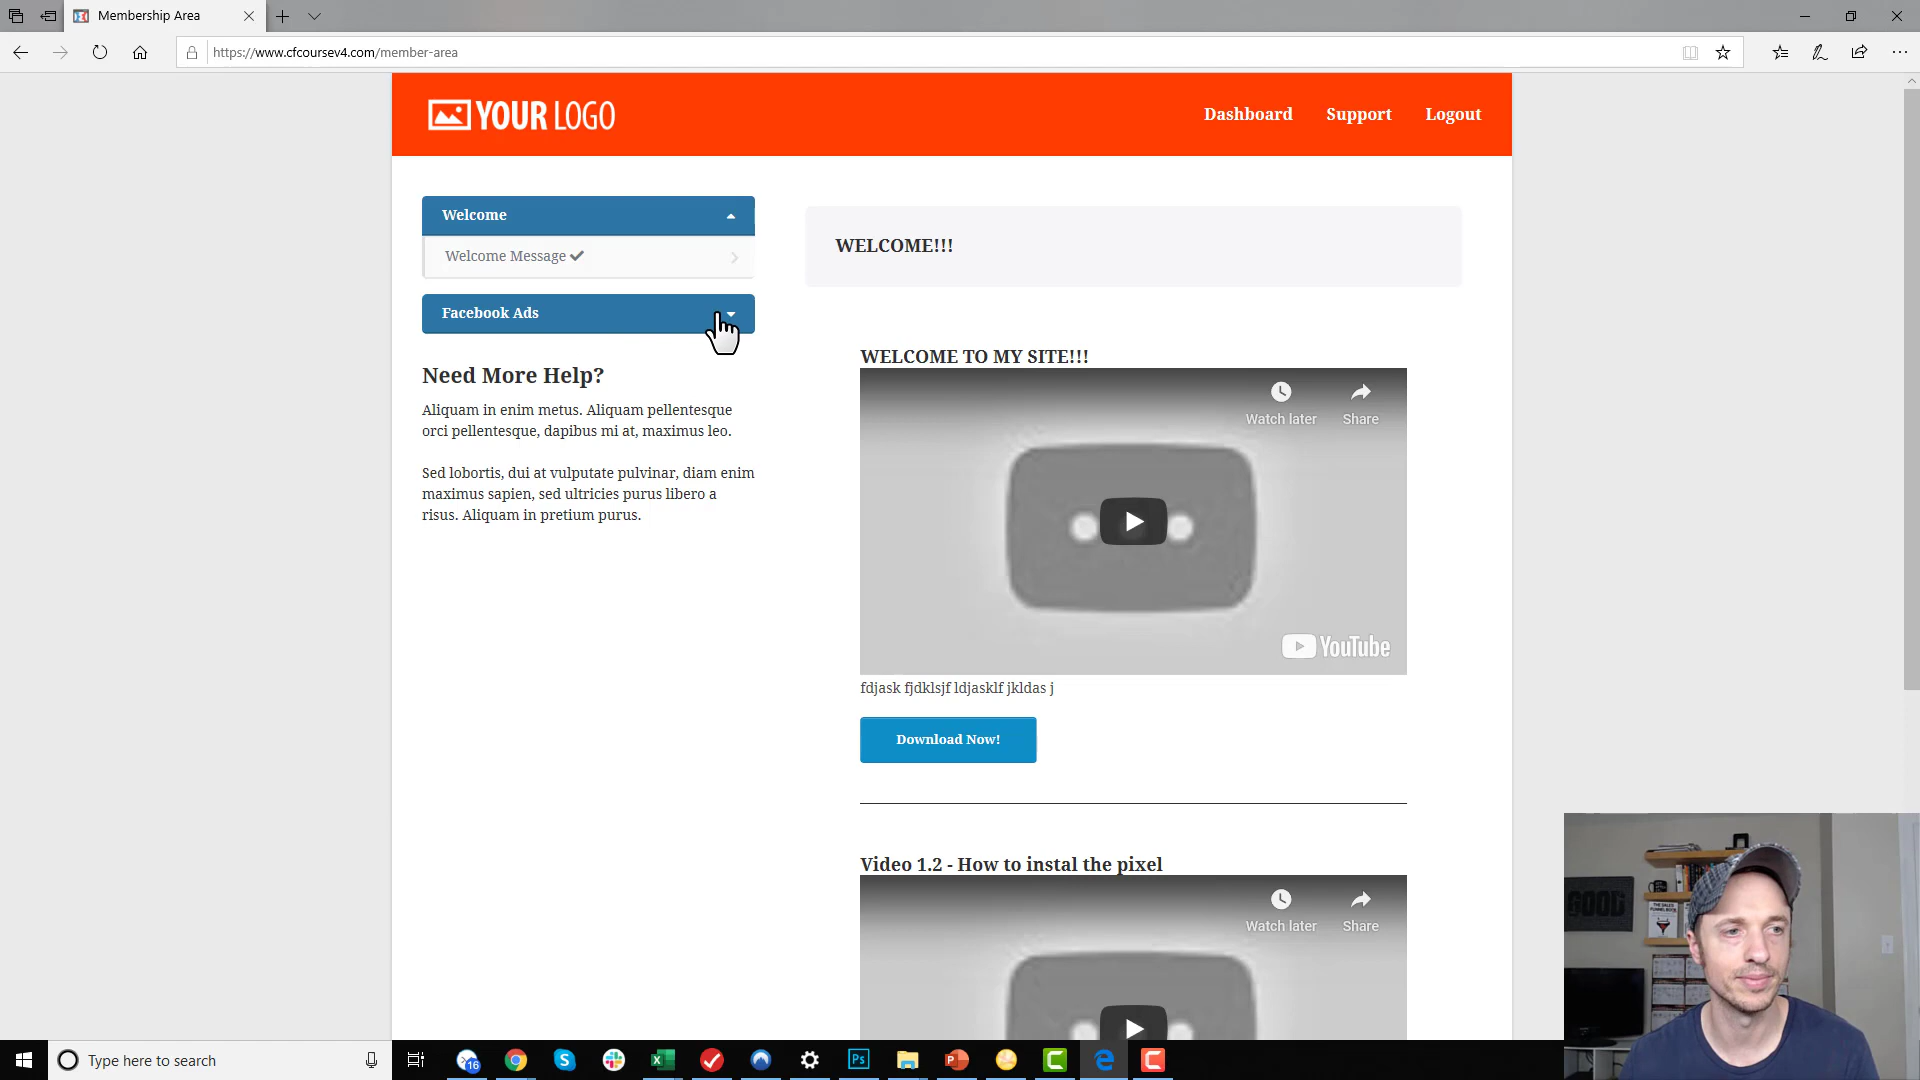 Membership Area
https://www.cfcoursev4.com/member-area
YOUR LOGO
Dashboard Support Logout
Welcome
Welcome Message
Facebook Ads
Need More Help?
Aliquam in enim metus. Aliquam pellentesque
orci pellentesque, dapibus mi at, maximus leo.
Sed lobortis, dui at vulputate pulvinar, diam enim
maximus sapien, sed ultricies purus libero a
risus. Aliquam in pretium purus.
WELCOME!!!
WELCOME TO MY SITE!!!
Watch later Share
YouTube
fdjask fjdklsjf ldjasklf jkldas j
Download Now!
Video 1.2 - How to instal the pixel
Watch later Share
GOOD
Type here to search
16
Ps